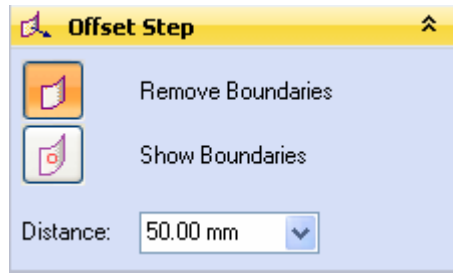 Offset Step
Remove Boundaries
Show Boundaries
Distance: 50.00 mm